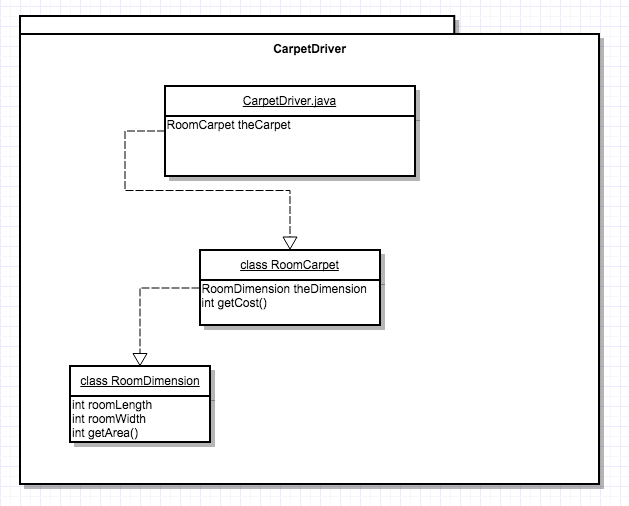 CarpetDriver
CarpetDriver.java
RoomCarpet theCarpet
class RoomCarpet
RoomDimension theDimension
int getCost()
class RoomDimension
int roomLength
int roomWidth
int getArea()